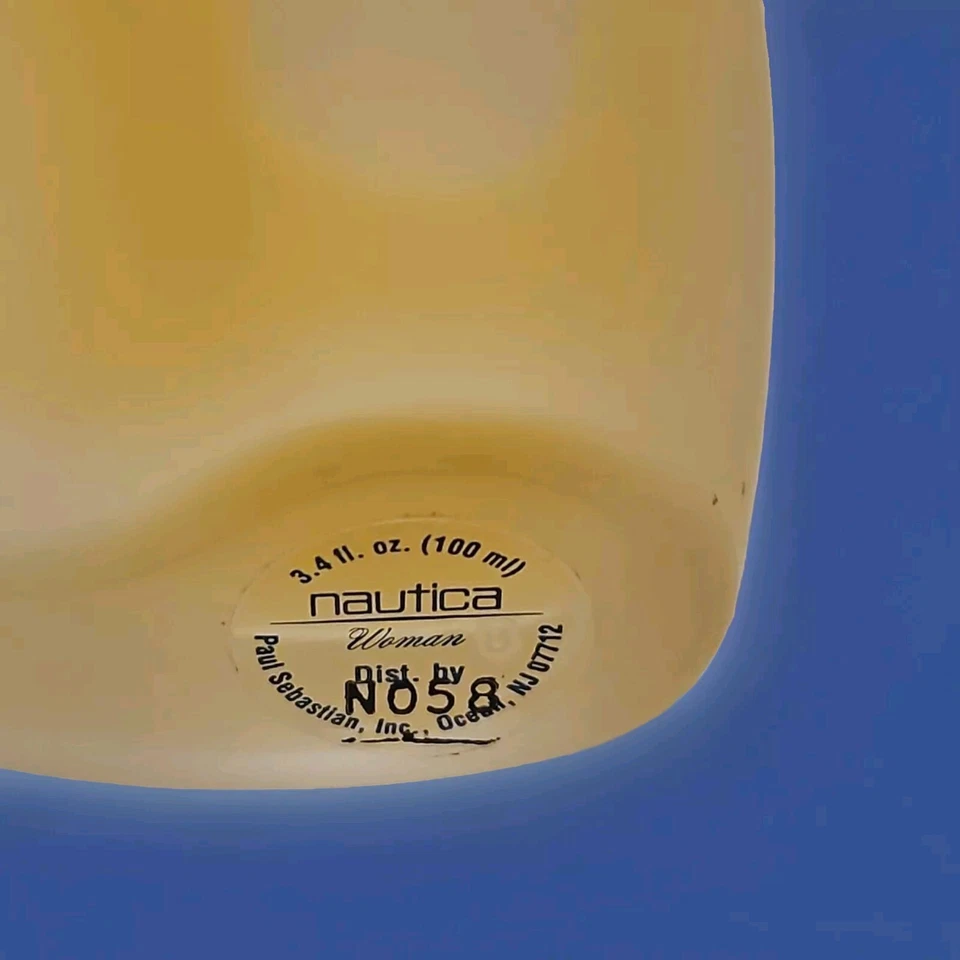 3.4 fl. oz. (100 ml)
nautica
Woman
Dist. by
N058
Paul Sebastian, Inc., Ocean, NJ 07712